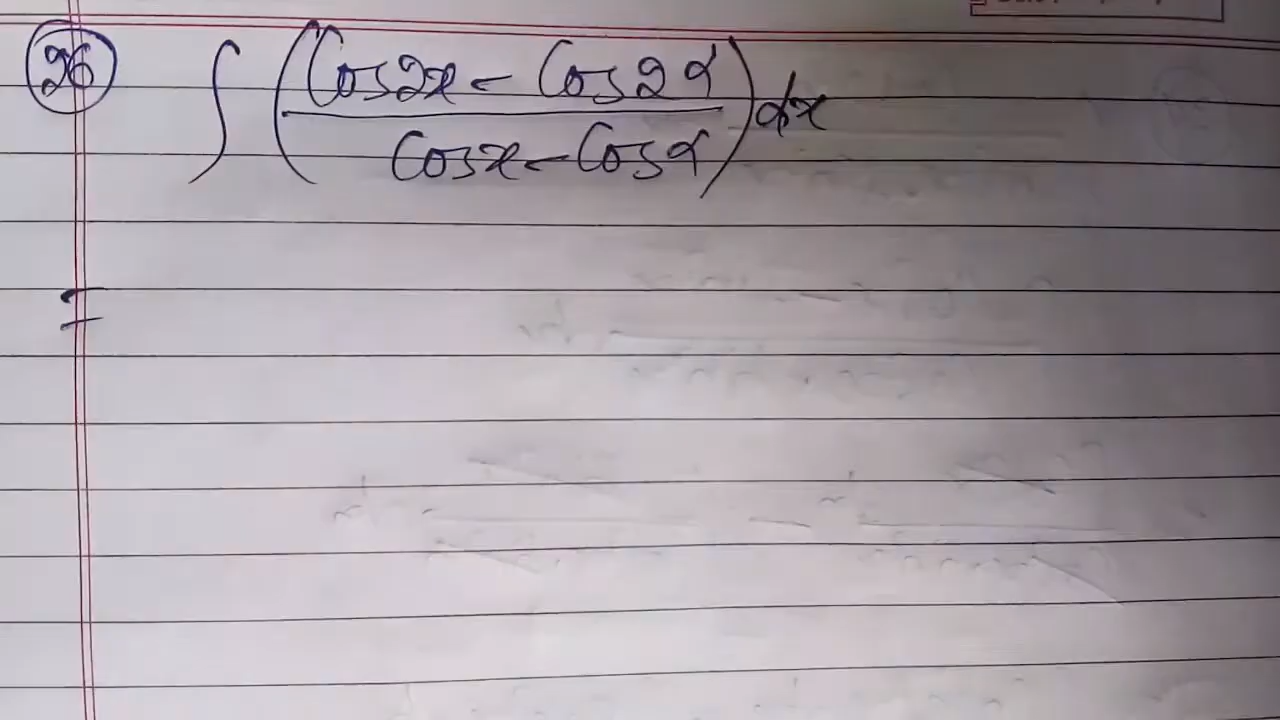 26 ∫ (Cos2x - Cos2α / Cosx - Cosα) dx
=